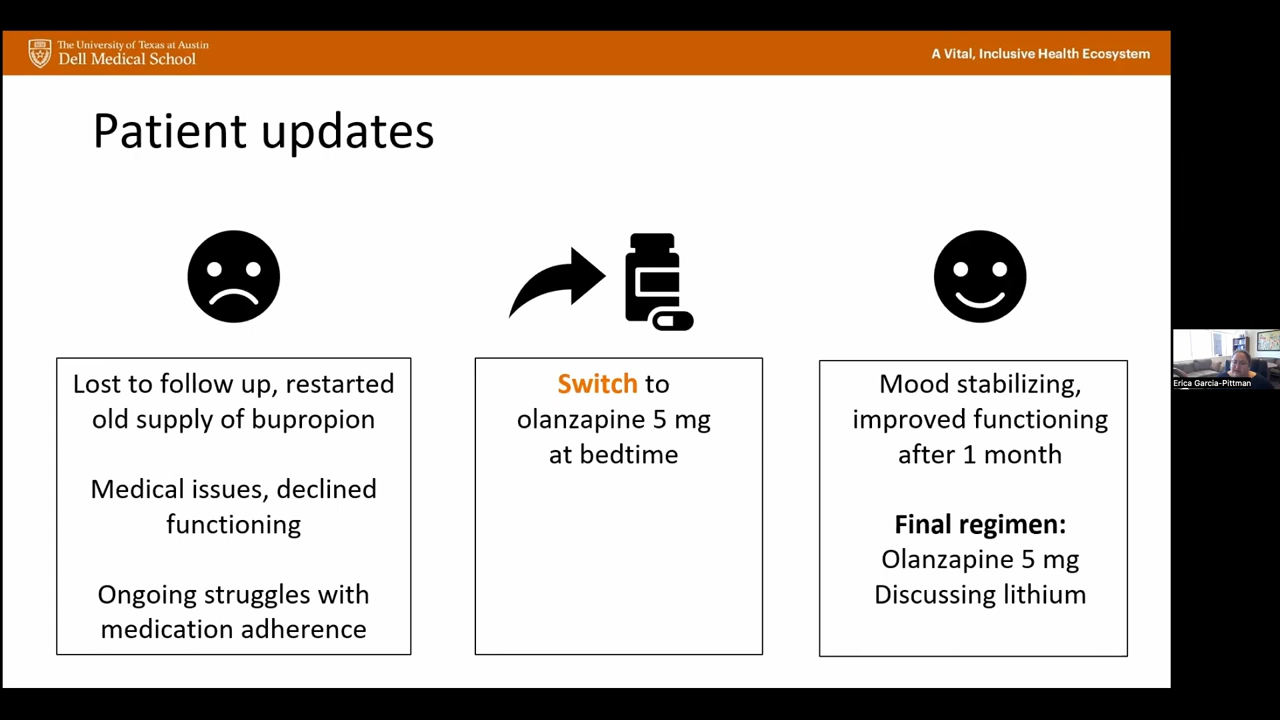 The University of Texas at Austin
Dell Medical School
A Vital, Inclusive Health Ecosystem
Patient updates
Lost to follow up, restarted
old supply of bupropion
Medical issues, declined
functioning
Ongoing struggles with
medication adherence
Switch to
olanzapine 5 mg
at bedtime
Mood stabilizing,
improved functioning
after 1 month
Final regimen:
Olanzapine 5 mg
Discussing lithium
Erica Garcia-Pittman